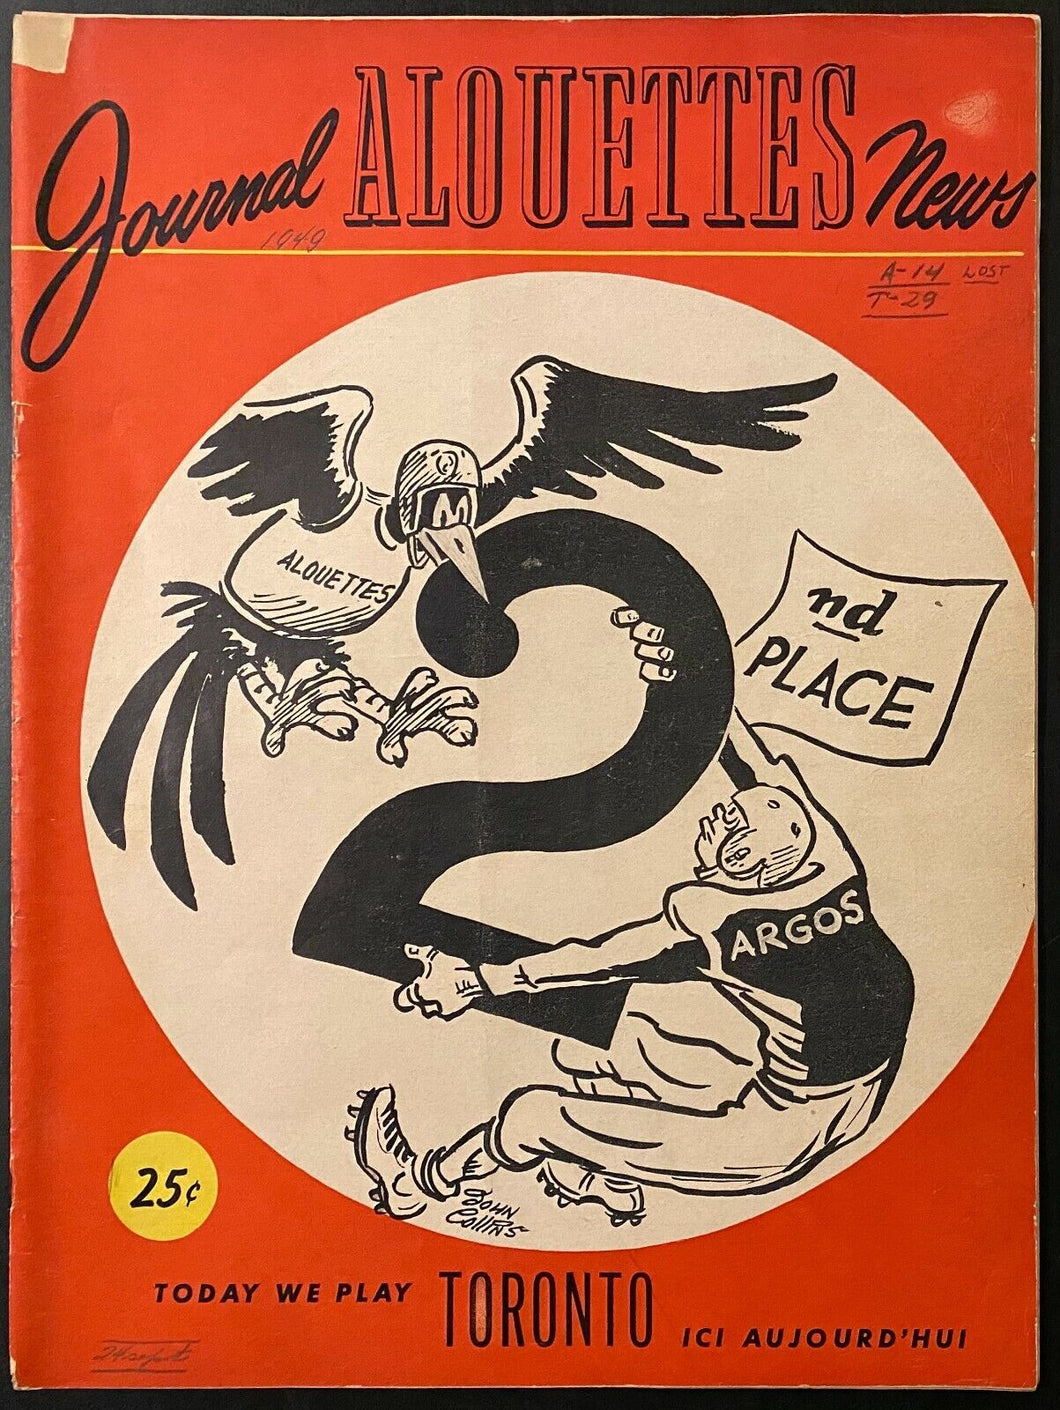 Journal ALOUETTES News
1949
A-14 LOST
T-29
M
ALOUETTES
2
nd
PLACE
ARGOS
25¢
JOHN
COLLINS
TODAY WE PLAY TORONTO ICI AUJOURD'HUI